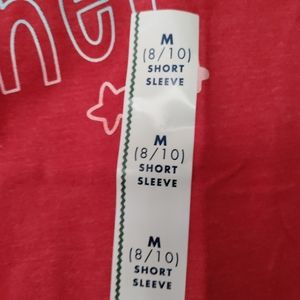 M
(8/10)
SHORT
SLEEVE
M
(8/10)
SHORT
SLEEVE
M
(8/10)
SHORT
SLEEVE